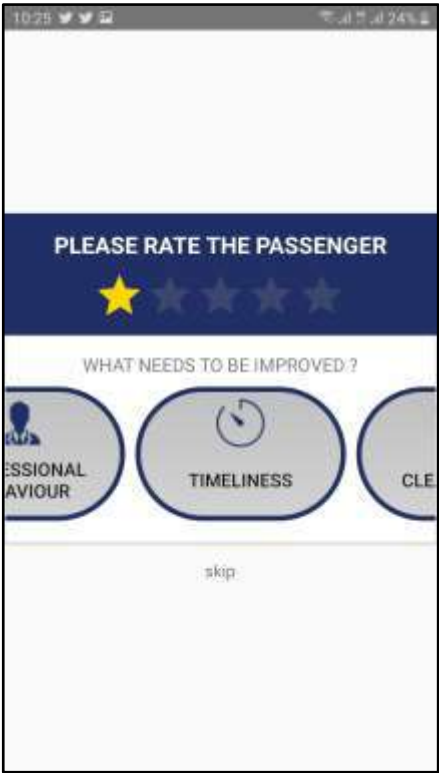 10:25 24%
PLEASE RATE THE PASSENGER
WHAT NEEDS TO BE IMPROVED ?
ESSIONAL
AVIOUR
TIMELINESS
CLE
skip